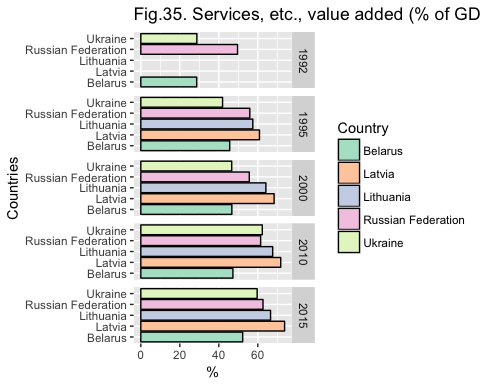 Fig.35. Services, etc., value added (% of GD
Countries
Ukraine
Russian Federation
Lithuania
Latvia
Belarus
1992
Ukraine
Russian Federation
Lithuania
Latvia
Belarus
1995
Ukraine
Russian Federation
Lithuania
Latvia
Belarus
2000
Ukraine
Russian Federation
Lithuania
Latvia
Belarus
2010
Ukraine
Russian Federation
Lithuania
Latvia
Belarus
2015
0 20 40 60
%
Country
Belarus
Latvia
Lithuania
Russian Federation
Ukraine